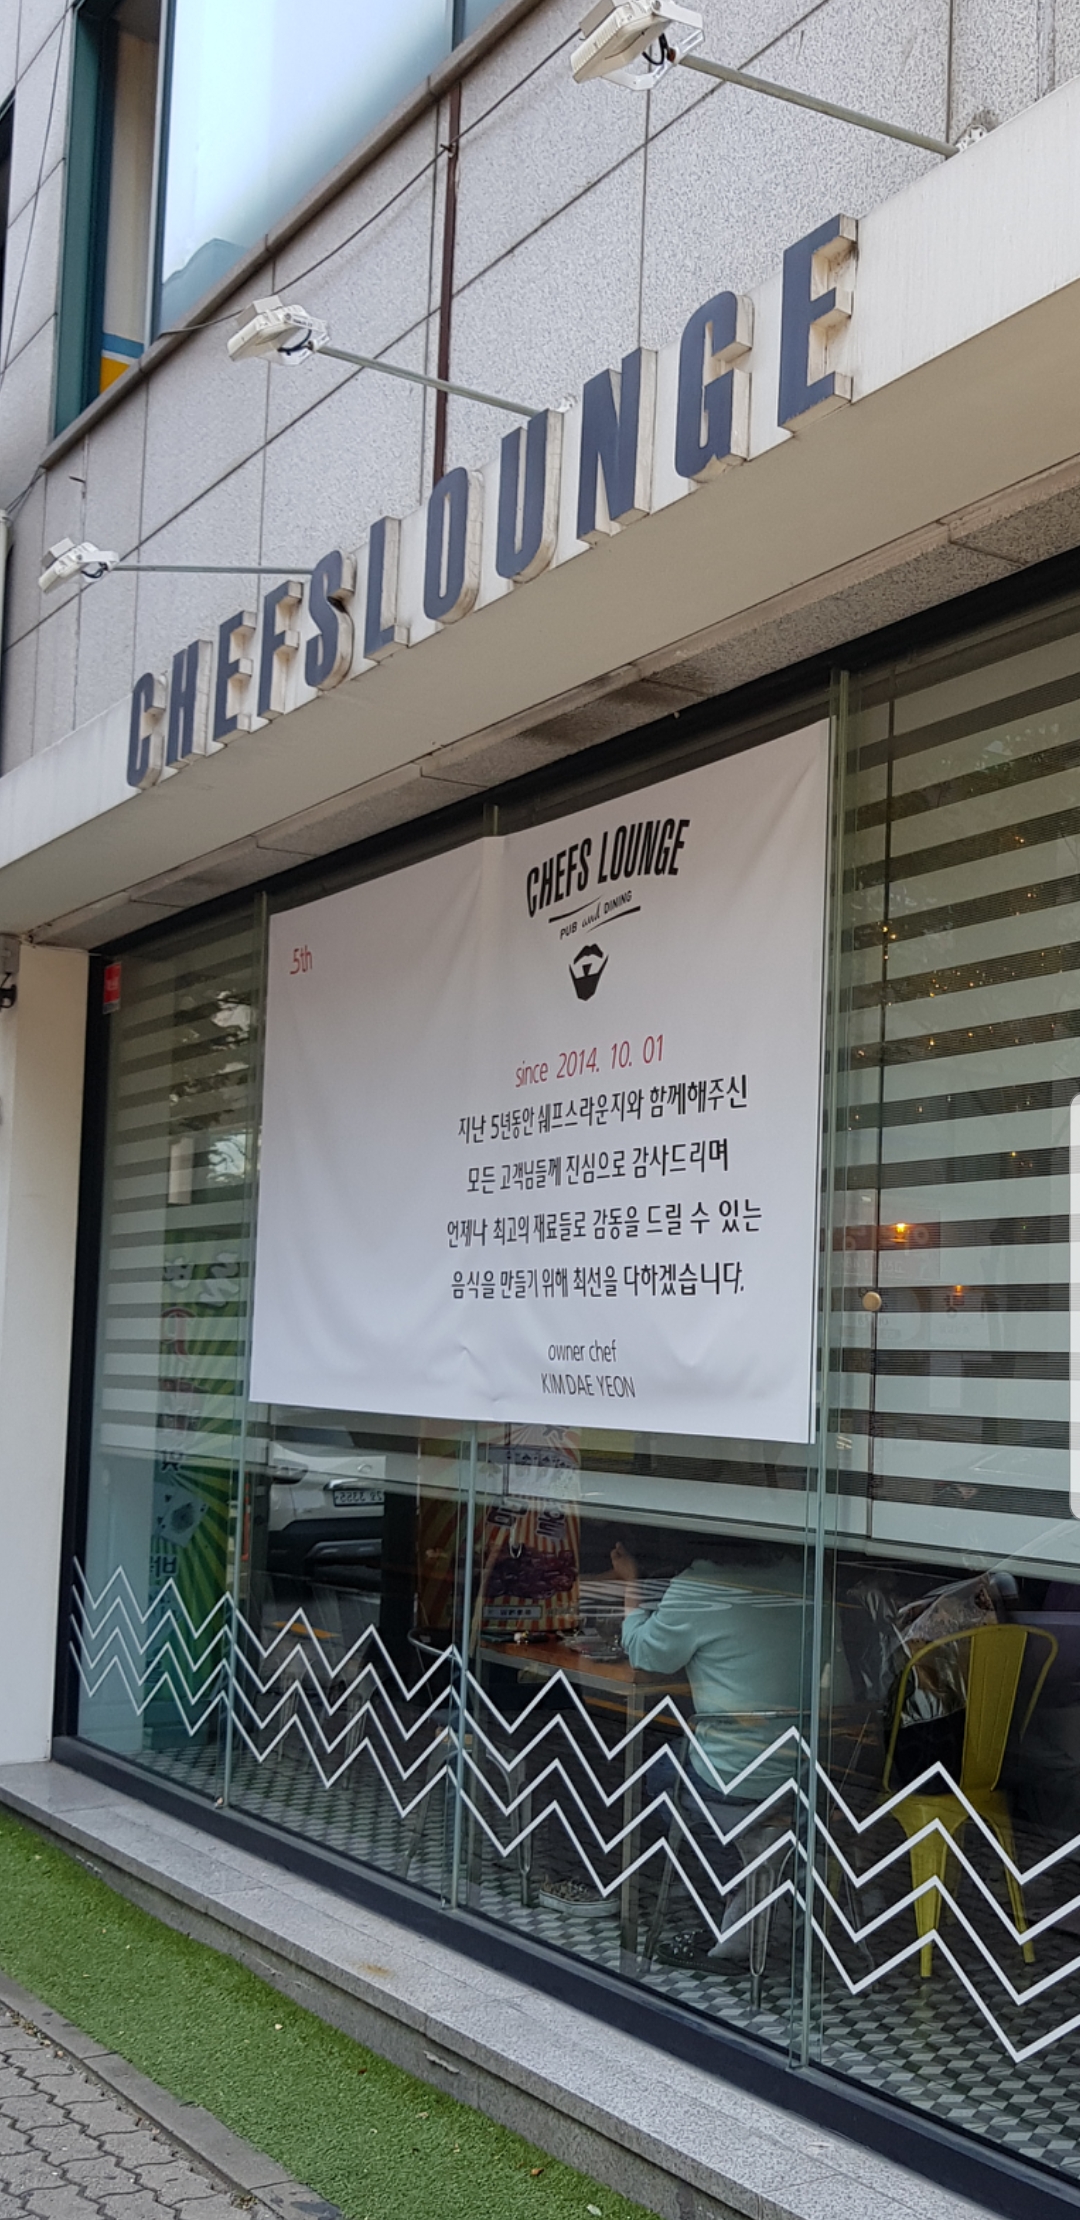 CHEFSLOUNGE
CHEFS LOUNGE
PUB and DINING
5th
since 2014. 10. 01
지난 5년동안 쉐프스라운지와 함께해주신
모든 고객님들께 진심으로 감사드리며
언제나 최고의 재료들로 감동을 드릴 수 있는
음식을 만들기 위해 최선을 다하겠습니다.
owner chef
KIM DAE YEON